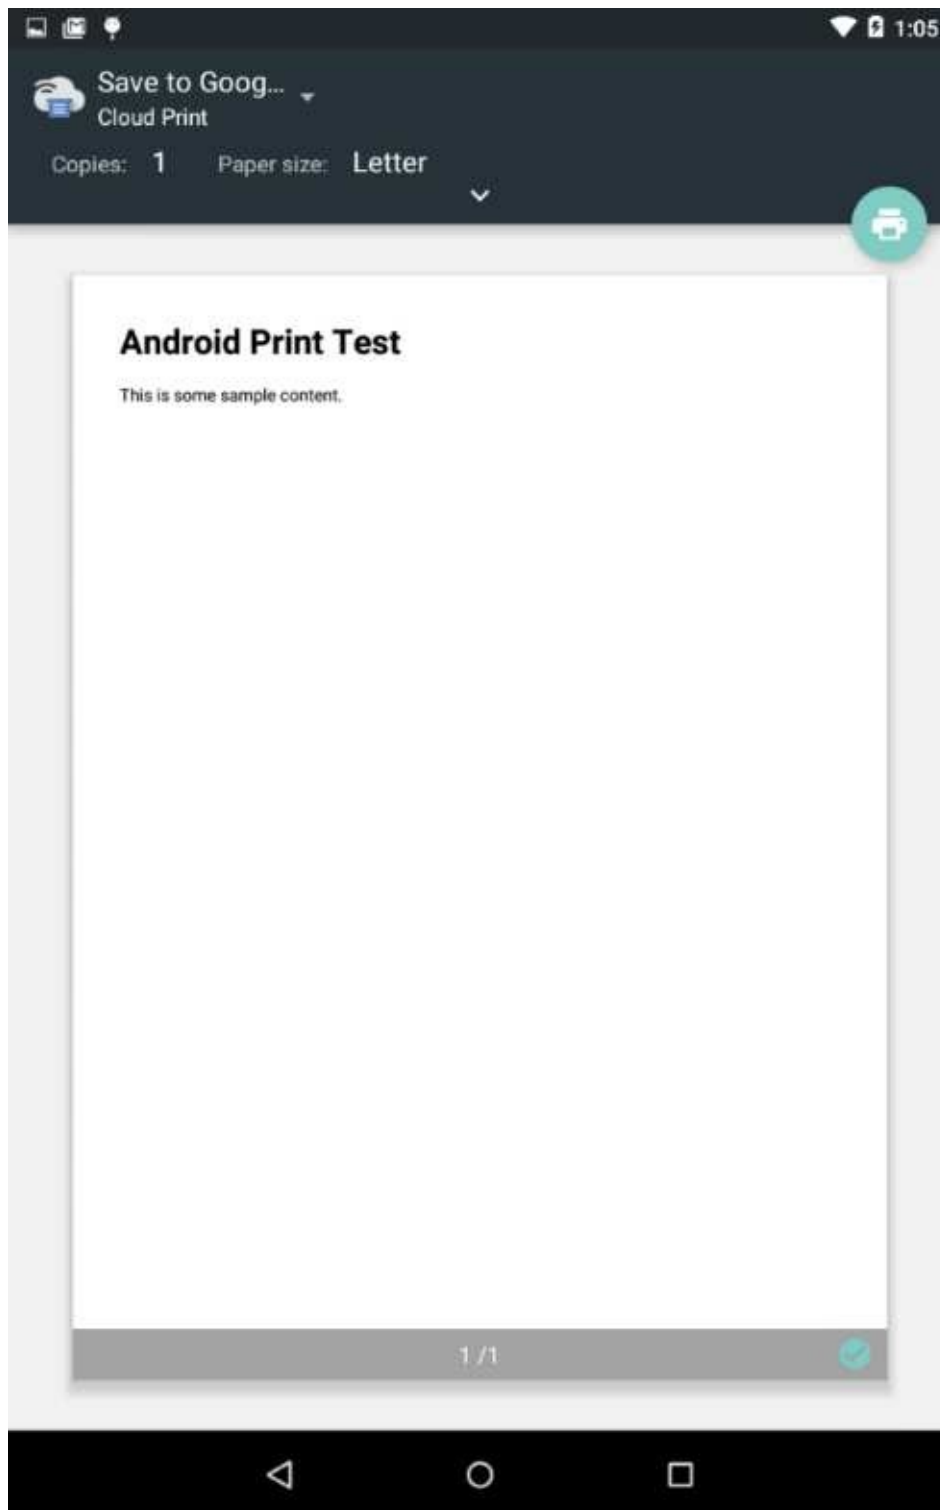 1:05
Save to Goog...
Cloud Print
Copies: 1 Paper size: Letter
Android Print Test
This is some sample content.
1 /1